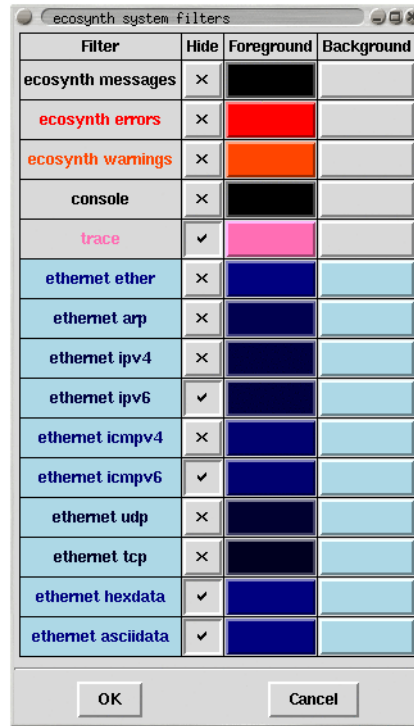 ecosynth system filters
Filter Hide Foreground Background
ecosynth messages
ecosynth errors
ecosynth warnings
console
trace
ethernet ether
ethernet arp
ethernet ipv4
ethernet ipv6
ethernet icmpv4
ethernet icmpv6
ethernet udp
ethernet tcp
ethernet hexdata
ethernet asciidata
OK Cancel